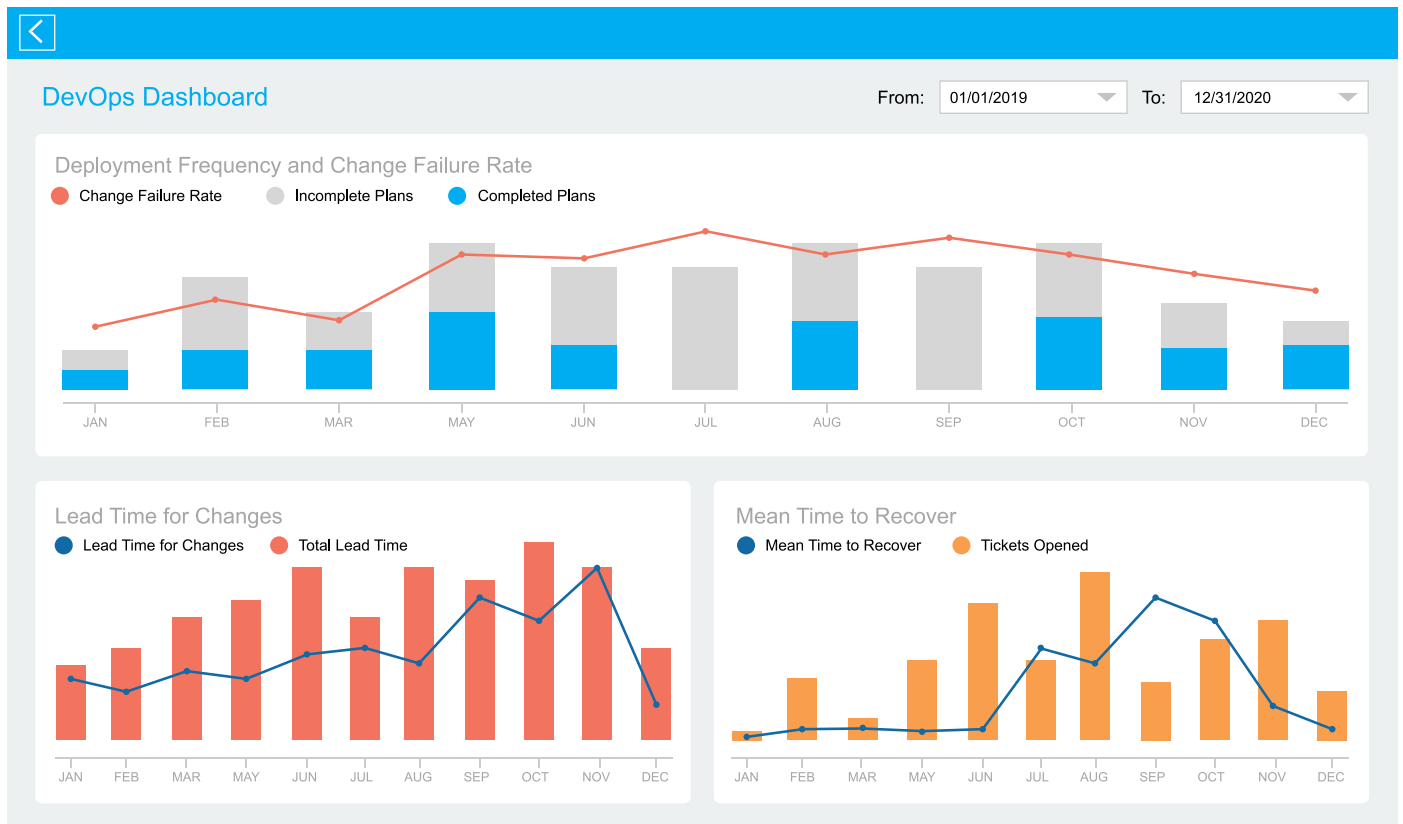 DevOps Dashboard
From: 01/01/2019 To: 12/31/2020
Deployment Frequency and Change Failure Rate
Change Failure Rate Incomplete Plans Completed Plans
JAN FEB MAR MAY JUN JUL AUG SEP OCT NOV DEC
Lead Time for Changes
Lead Time for Changes Total Lead Time
JAN FEB MAR MAY JUN JUL AUG SEP OCT NOV DEC
Mean Time to Recover
Mean Time to Recover Tickets Opened
JAN FEB MAR MAY JUN JUL AUG SEP OCT NOV DEC